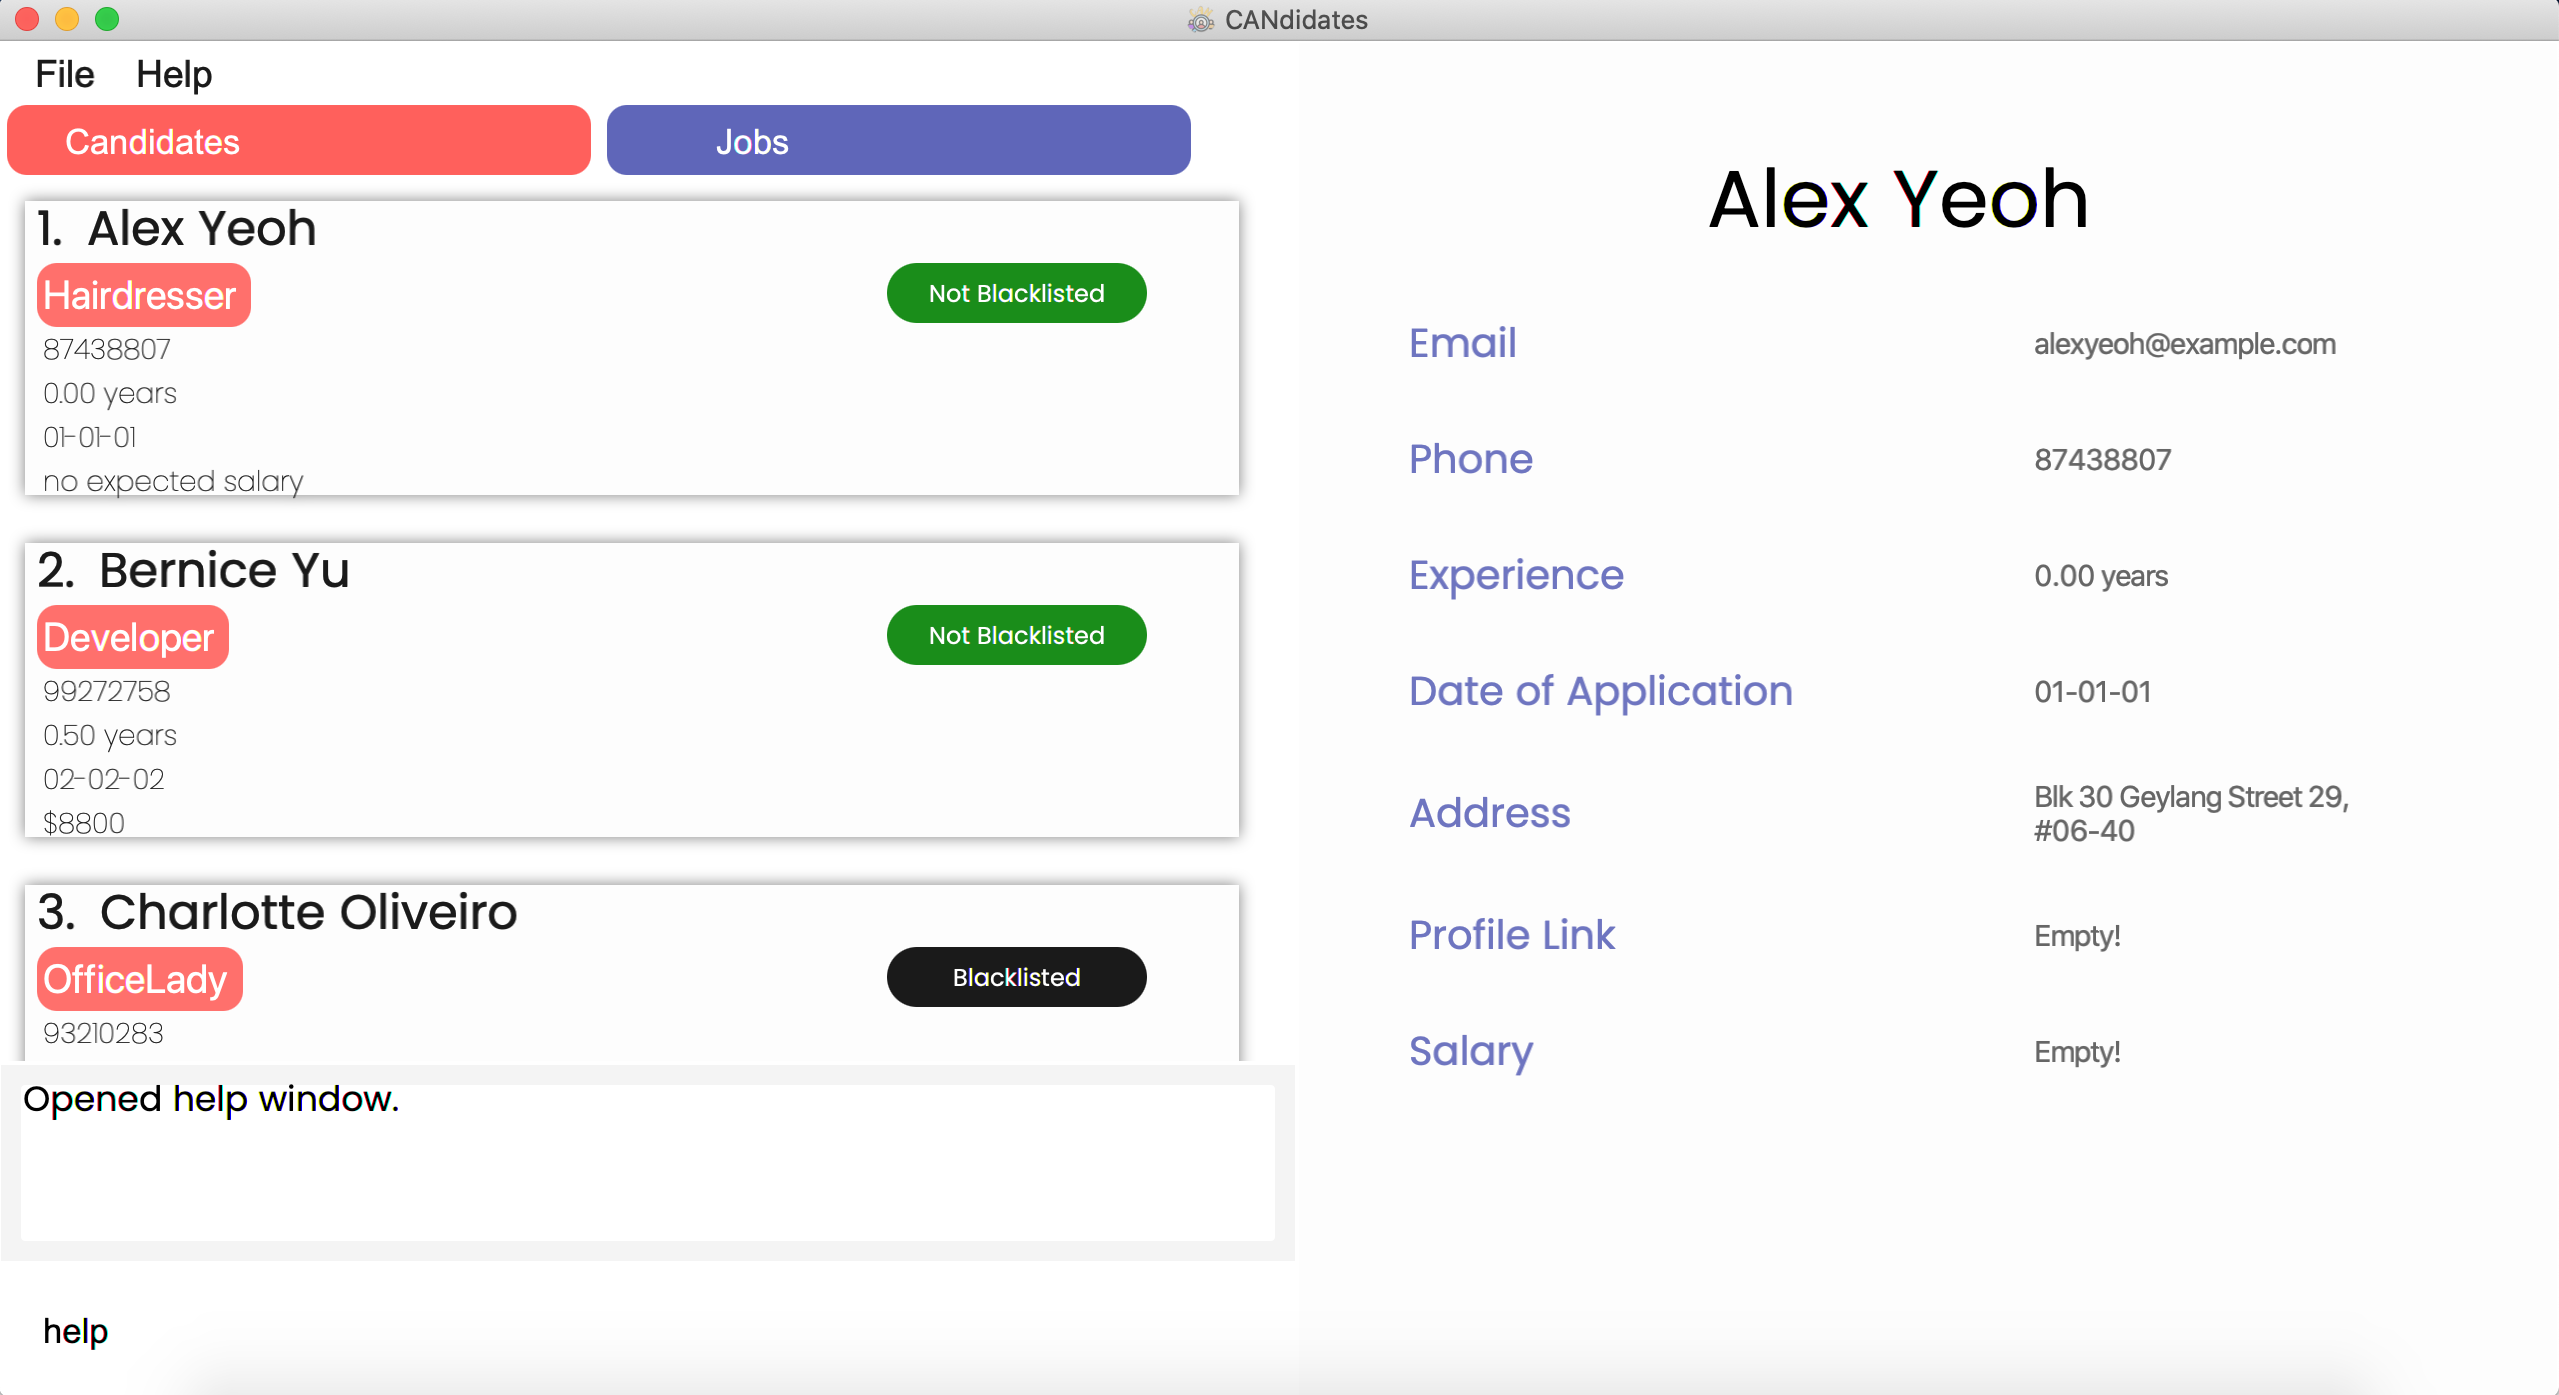 CANdidates
File Help
Candidates Jobs
1. Alex Yeoh
Hairdresser
Not Blacklisted
87438807
0.00 years
01-01-01
no expected salary
2. Bernice Yu
Developer
Not Blacklisted
99272758
0.50 years
02-02-02
$8800
3. Charlotte Oliveiro
OfficeLady
Blacklisted
93210283
Opened help window.
help
Alex Yeoh
Email alexyeoh@example.com
Phone 87438807
Experience 0.00 years
Date of Application 01-01-01
Address Blk 30 Geylang Street 29,
#06-40
Profile Link Empty!
Salary Empty!